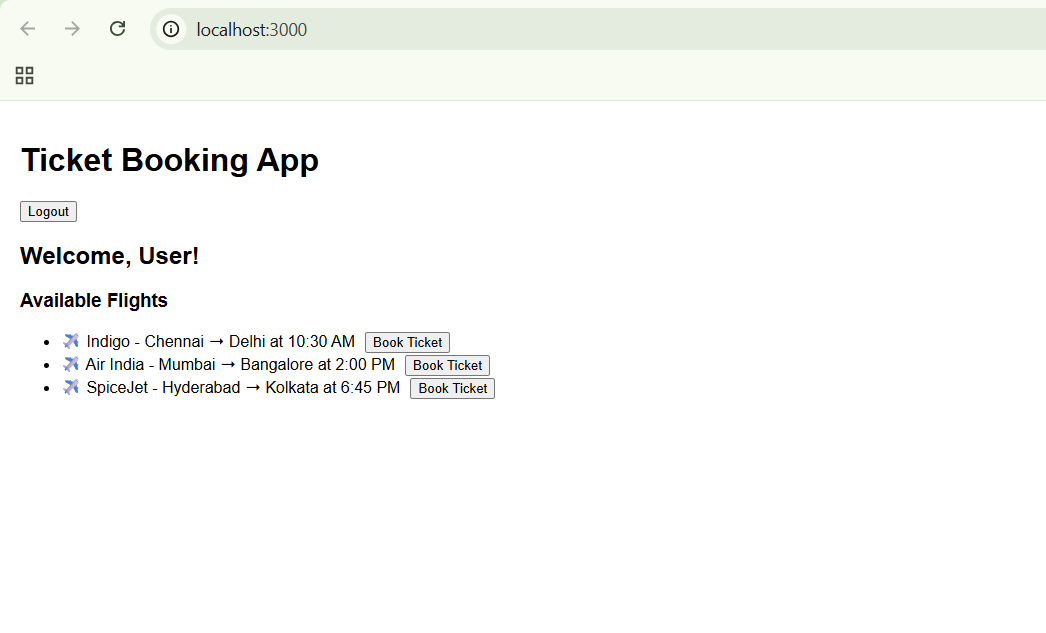 localhost:3000
Ticket Booking App
Logout
Welcome, User!
Available Flights
• ✈️ Indigo - Chennai → Delhi at 10:30 AM Book Ticket
• ✈️ Air India - Mumbai → Bangalore at 2:00 PM Book Ticket
• ✈️ SpiceJet - Hyderabad → Kolkata at 6:45 PM Book Ticket